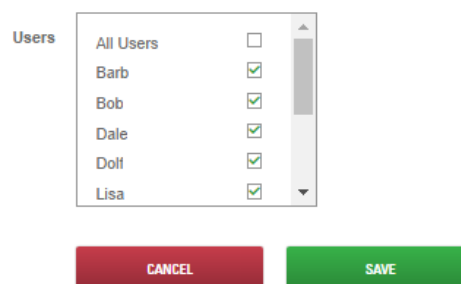 Users
All Users
Barb
Bob
Dale
Dolf
Lisa
CANCEL SAVE